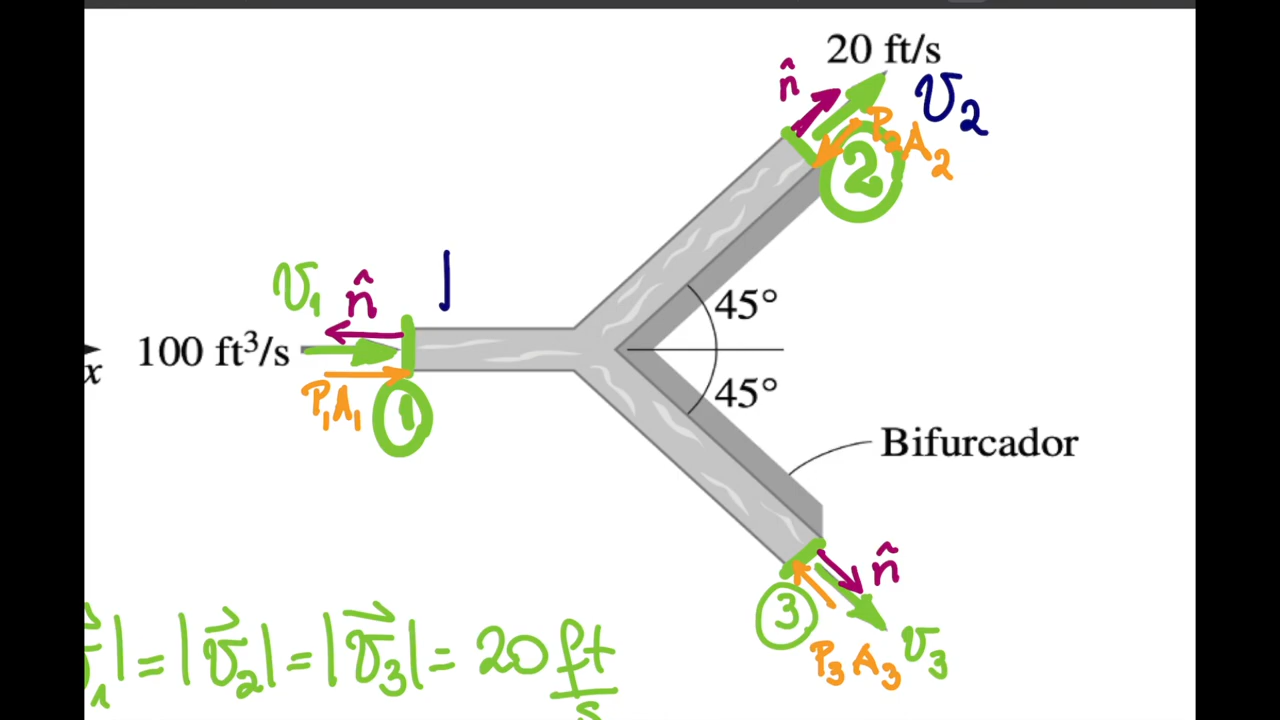 20 ft/s
n̂
V₂
P₂A₂
2
V₁
n̂
100 ft³/s
x
P₁A₁
1
45°
45°
Bifurcador
n̂
3
P₃A₃
V₃
₁| = |V⃗₂| = |V⃗₃| = 20 ft/s